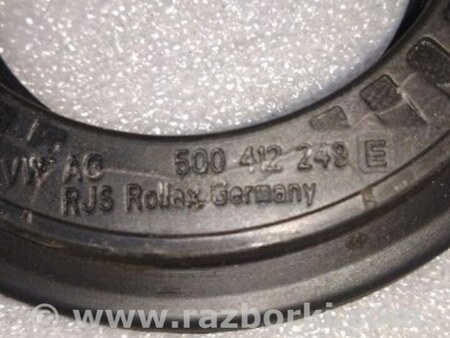 VW AG 500 412 249 E
RJS Rollax Germany
© www.razborki